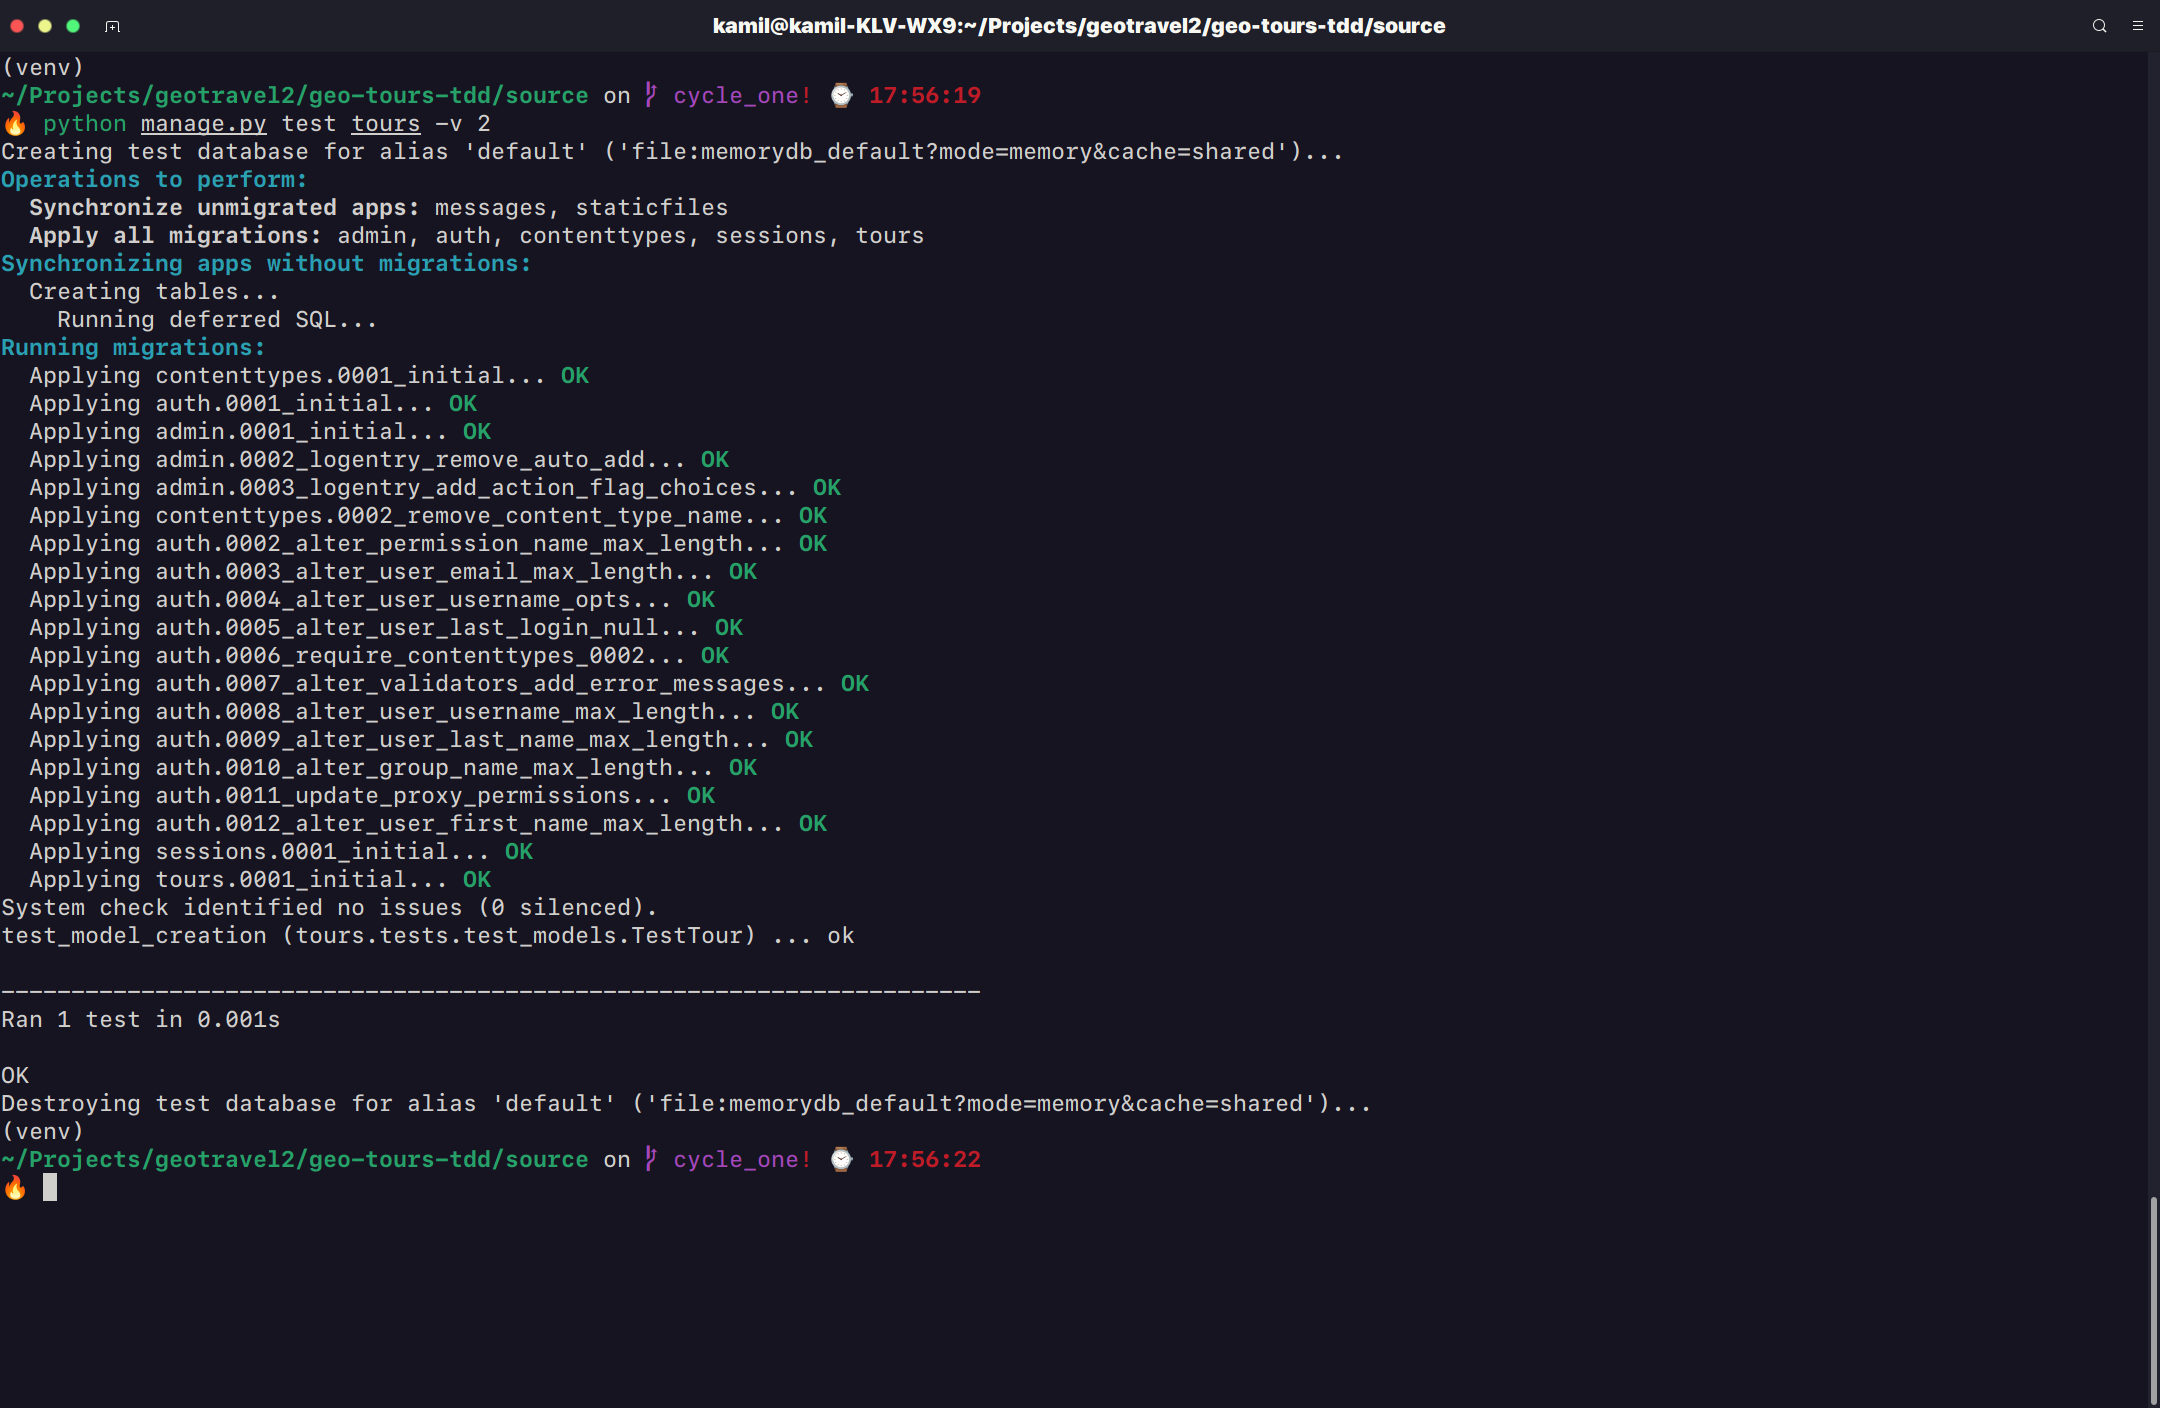 kamil@kamil-KLV-WX9:~/Projects/geotravel2/geo-tours-tdd/source
(venv)
~/Projects/geotravel2/geo-tours-tdd/source on cycle_one! ⌚ 17:56:19
🔥 python manage.py test tours -v 2
Creating test database for alias 'default' ('file:memorydb_default?mode=memory&cache=shared')...
Operations to perform:
  Synchronize unmigrated apps: messages, staticfiles
  Apply all migrations: admin, auth, contenttypes, sessions, tours
Synchronizing apps without migrations:
  Creating tables...
    Running deferred SQL...
Running migrations:
  Applying contenttypes.0001_initial... OK
  Applying auth.0001_initial... OK
  Applying admin.0001_initial... OK
  Applying admin.0002_logentry_remove_auto_add... OK
  Applying admin.0003_logentry_add_action_flag_choices... OK
  Applying contenttypes.0002_remove_content_type_name... OK
  Applying auth.0002_alter_permission_name_max_length... OK
  Applying auth.0003_alter_user_email_max_length... OK
  Applying auth.0004_alter_user_username_opts... OK
  Applying auth.0005_alter_user_last_login_null... OK
  Applying auth.0006_require_contenttypes_0002... OK
  Applying auth.0007_alter_validators_add_error_messages... OK
  Applying auth.0008_alter_user_username_max_length... OK
  Applying auth.0009_alter_user_last_name_max_length... OK
  Applying auth.0010_alter_group_name_max_length... OK
  Applying auth.0011_update_proxy_permissions... OK
  Applying auth.0012_alter_user_first_name_max_length... OK
  Applying sessions.0001_initial... OK
  Applying tours.0001_initial... OK
System check identified no issues (0 silenced).
test_model_creation (tours.tests.test_models.TestTour) ... ok
----------------------------------------------------------------------
Ran 1 test in 0.001s
OK
Destroying test database for alias 'default' ('file:memorydb_default?mode=memory&cache=shared')...
(venv)
~/Projects/geotravel2/geo-tours-tdd/source on cycle_one! ⌚ 17:56:22
🔥